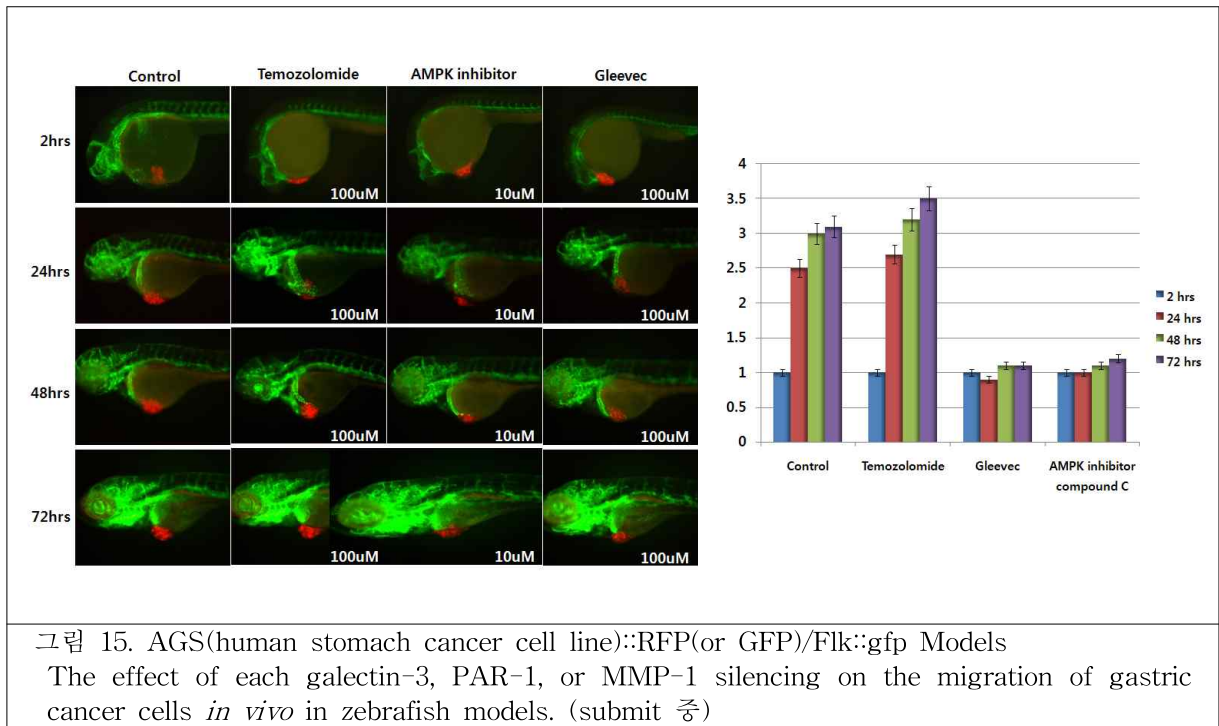 Control Temozolomide AMPK inhibitor Gleevec
2hrs
100uM 10uM 100uM
24hrs
100uM 10uM 100uM
48hrs
100uM 10uM 100uM
72hrs
100uM 10uM 100uM
4
3.5
3
2.5
2
1.5
1
0.5
0
Control Temozolomide Gleevec AMPK inhibitor
compound C
2 hrs
24 hrs
48 hrs
72 hrs
그림 15. AGS(human stomach cancer cell line)::RFP(or GFP)/Flk::gfp Models
The effect of each galectin-3, PAR-1, or MMP-1 silencing on the migration of gastric
cancer cells in vivo in zebrafish models. (submit 중)